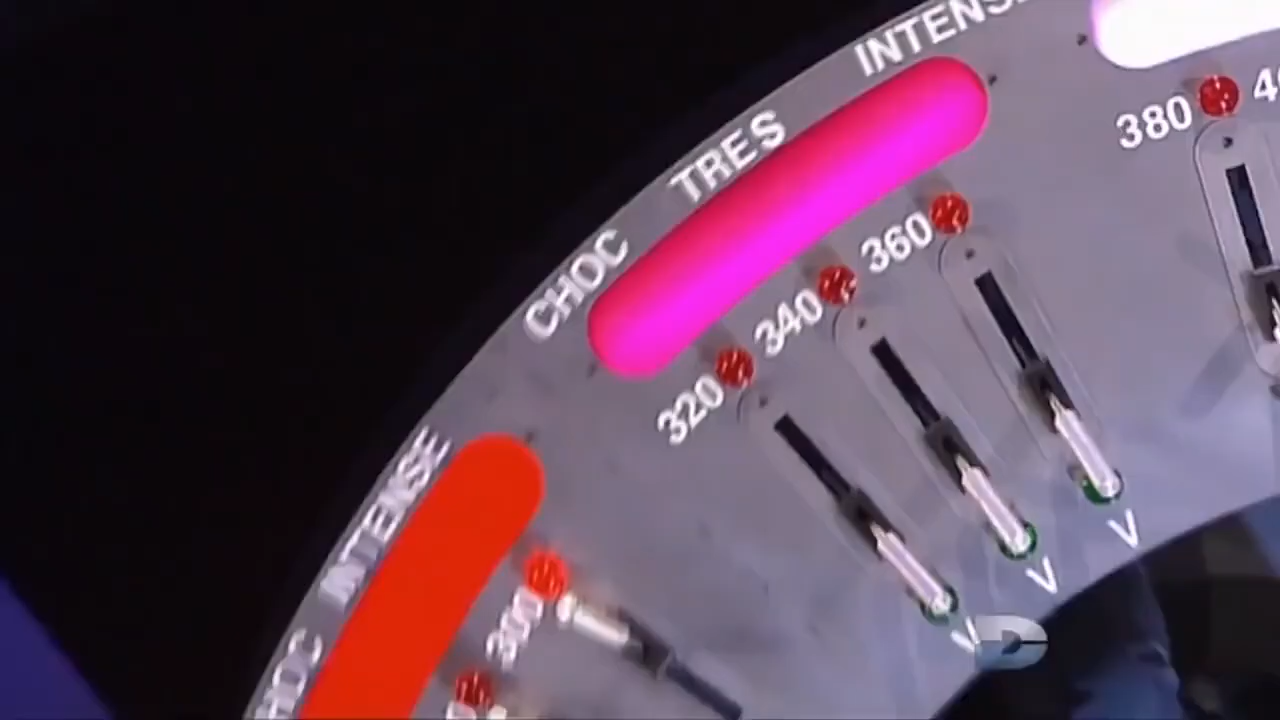 CHOC INTENSE
CHOC TRES INTENSE
300
320
340
360
380
V
V
V
D